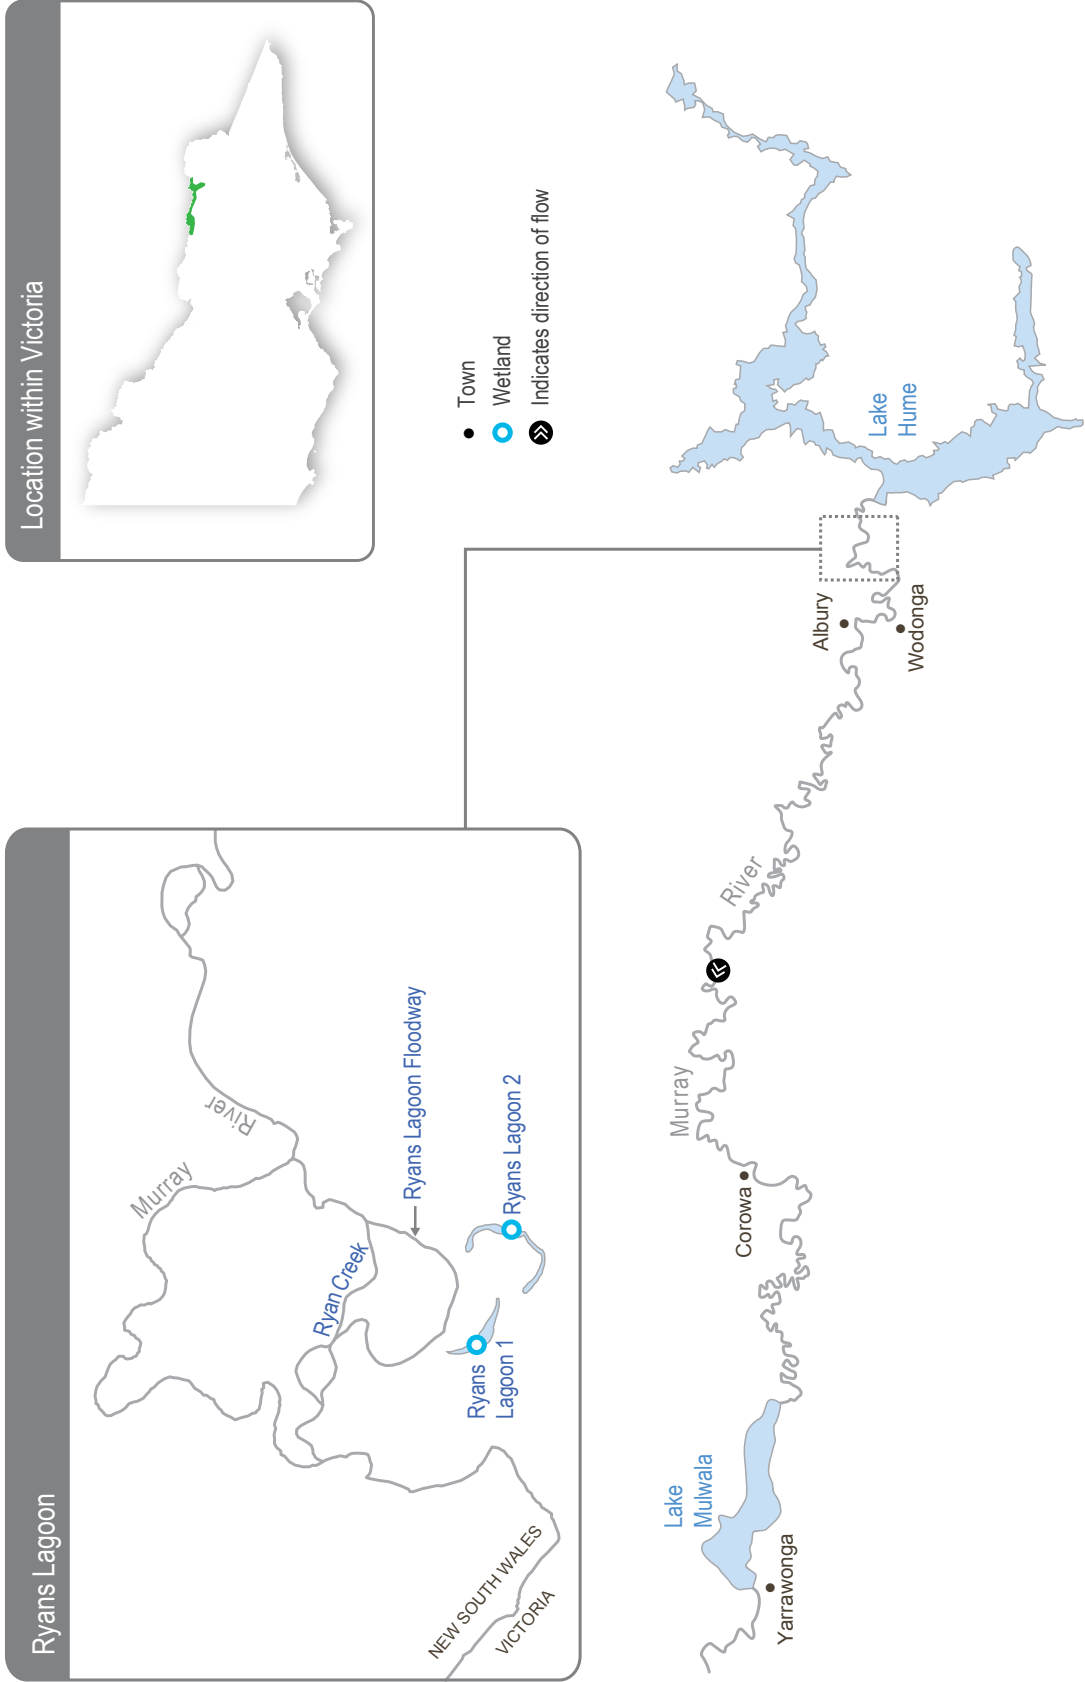 Ryans Lagoon
Murray
River
Ryan Creek
Ryans Lagoon Floodway
Ryans
Lagoon 1
Ryans Lagoon 2
NEW SOUTH WALES
VICTORIA
Location within Victoria
Town
Wetland
Indicates direction of flow
Lake
Mulwala
Yarrawonga
Corowa
Murray
River
Albury
Wodonga
Lake
Hume